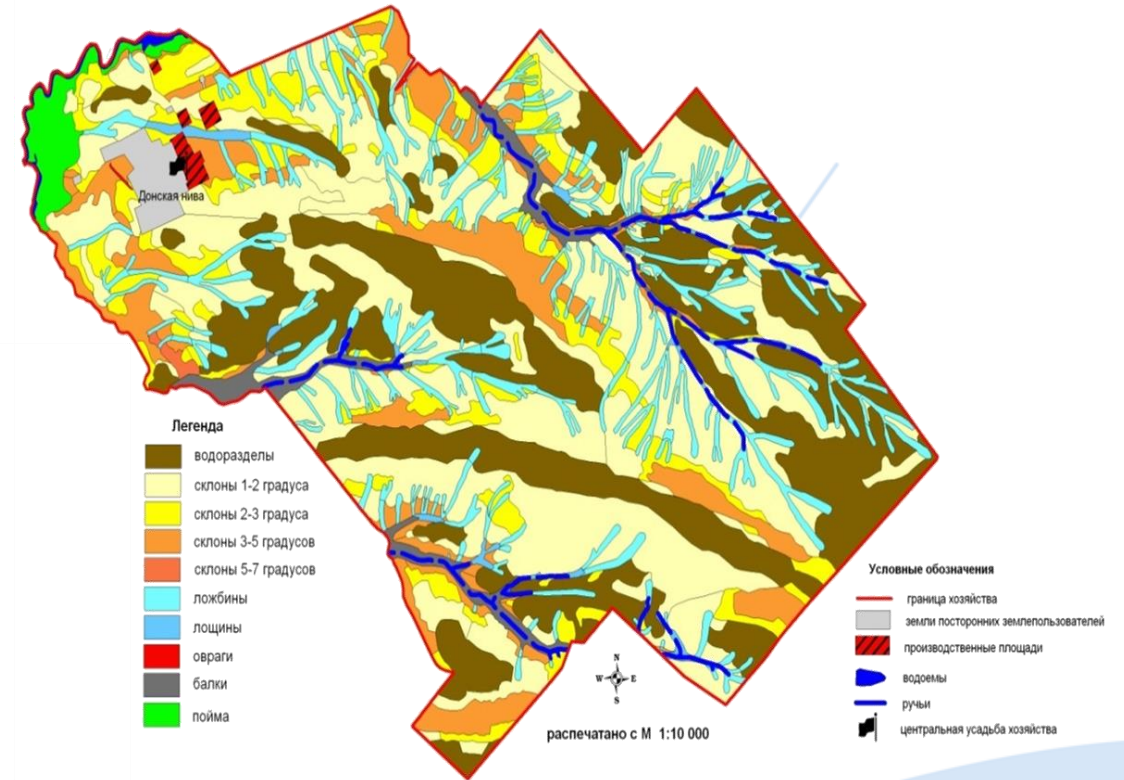 Донская нива
Легенда
водоразделы
склоны 1-2 градуса
склоны 2-3 градуса
склоны 3-5 градусов
склоны 5-7 градусов
ложбины
лощины
овраги
балки
пойма
N
W E
S
распечатано с М 1:10 000
Условные обозначения
граница хозяйства
земли посторонних землепользователей
производственные площади
водоемы
ручьи
центральная усадьба хозяйства